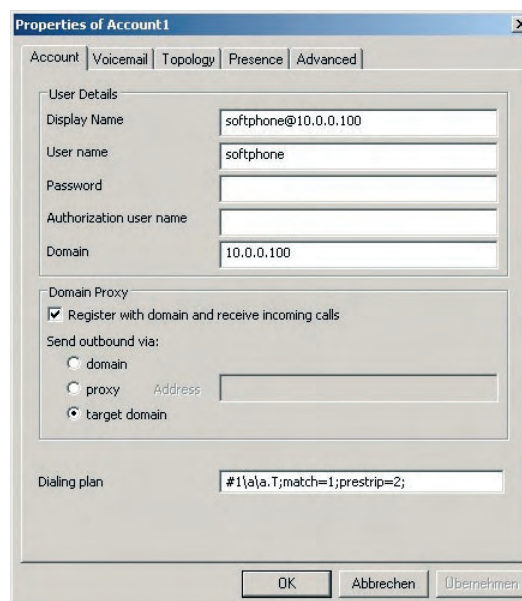 Properties of Account1
Account Voicemail Topology Presence Advanced
User Details
Display Name softphone@10.0.0.100
User name softphone
Password
Authorization user name
Domain 10.0.0.100
Domain Proxy
Register with domain and receive incoming calls
Send outbound via:
domain
proxy Address
target domain
Dialing plan #1\a\a.T;match=1;prestrip=2;
OK Abbrechen Übernehmen